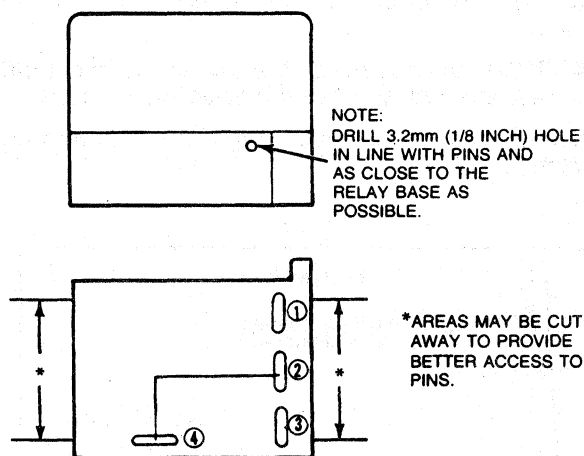 NOTE:
DRILL 3.2mm (1/8 INCH) HOLE
IN LINE WITH PINS AND
AS CLOSE TO THE
RELAY BASE AS
POSSIBLE.
①
*AREAS MAY BE CUT
AWAY TO PROVIDE
BETTER ACCESS TO
PINS.
* ② *
③
④